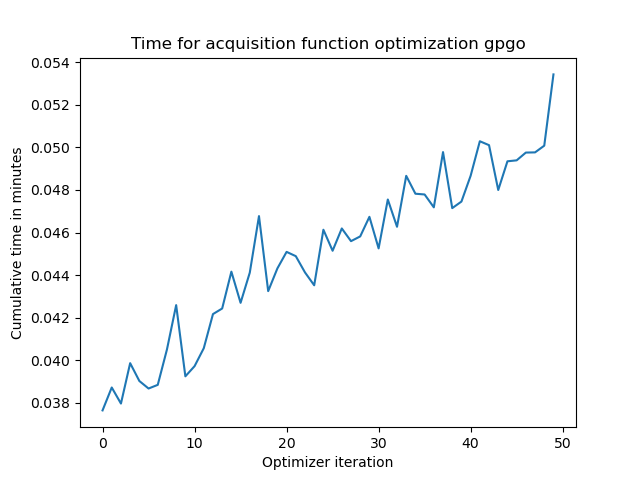 Time for acquisition function optimization gpgo
0.054
0.052
0.050
0.048
0.046
0.044
0.042
0.040
0.038
Cumulative time in minutes
0 10 20 30 40 50
Optimizer iteration